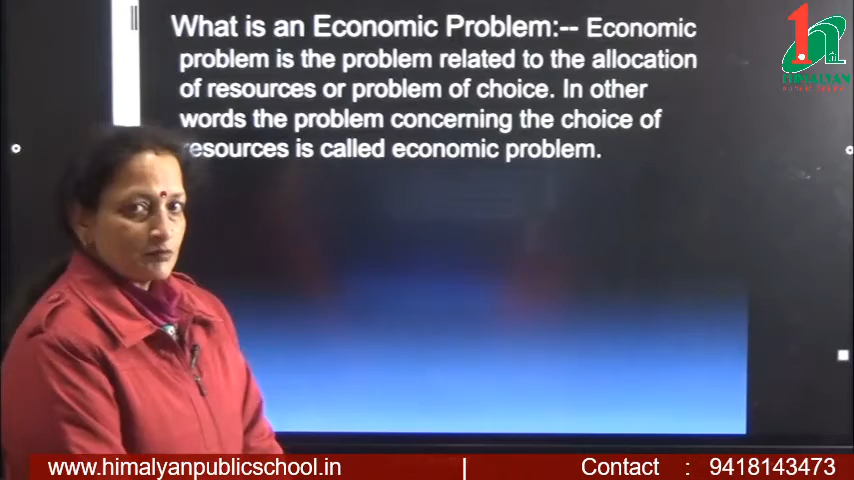 What is an Economic Problem:-- Economic
problem is the problem related to the allocation
of resources or problem of choice. In other
words the problem concerning the choice of
resources is called economic problem.
HIMALYAN
www.himalyanpublicschool.in | Contact : 9418143473